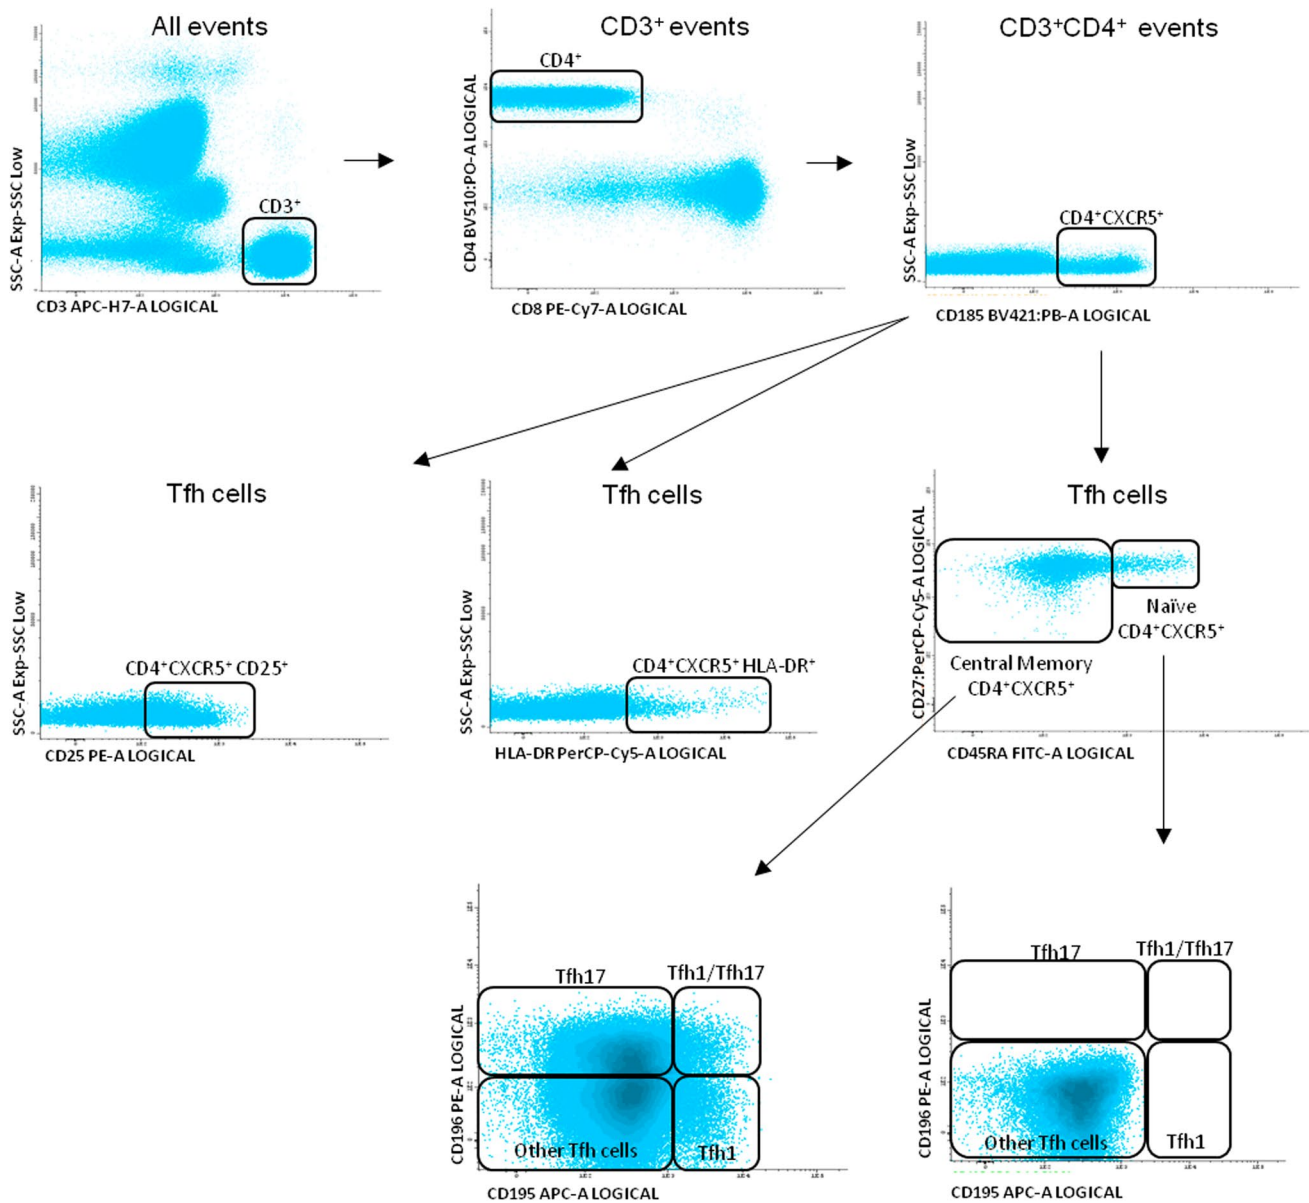 All events
CD3⁺ events
CD3⁺CD4⁺ events
SSC-A Exp-SSC Low
CD3⁺
CD3 APC-H7-A LOGICAL
CD4 BV510:PO-A LOGICAL
CD4⁺
CD8 PE-Cy7-A LOGICAL
SSC-A Exp-SSC Low
CD4⁺CXCR5⁺
CD185 BV421:PB-A LOGICAL
Tfh cells
Tfh cells
Tfh cells
SSC-A Exp-SSC Low
CD4⁺CXCR5⁺ CD25⁺
CD25 PE-A LOGICAL
SSC-A Exp-SSC Low
CD4⁺CXCR5⁺ HLA-DR⁺
HLA-DR PerCP-Cy5-A LOGICAL
CD27:PerCP-Cy5-A LOGICAL
Naïve
CD4⁺CXCR5⁺
Central Memory
CD4⁺CXCR5⁺
CD45RA FITC-A LOGICAL
CD196 PE-A LOGICAL
Tfh17
Tfh1/Tfh17
Other Tfh cells
Tfh1
CD195 APC-A LOGICAL
CD196 PE-A LOGICAL
Tfh17
Tfh1/Tfh17
Other Tfh cells
Tfh1
CD195 APC-A LOGICAL